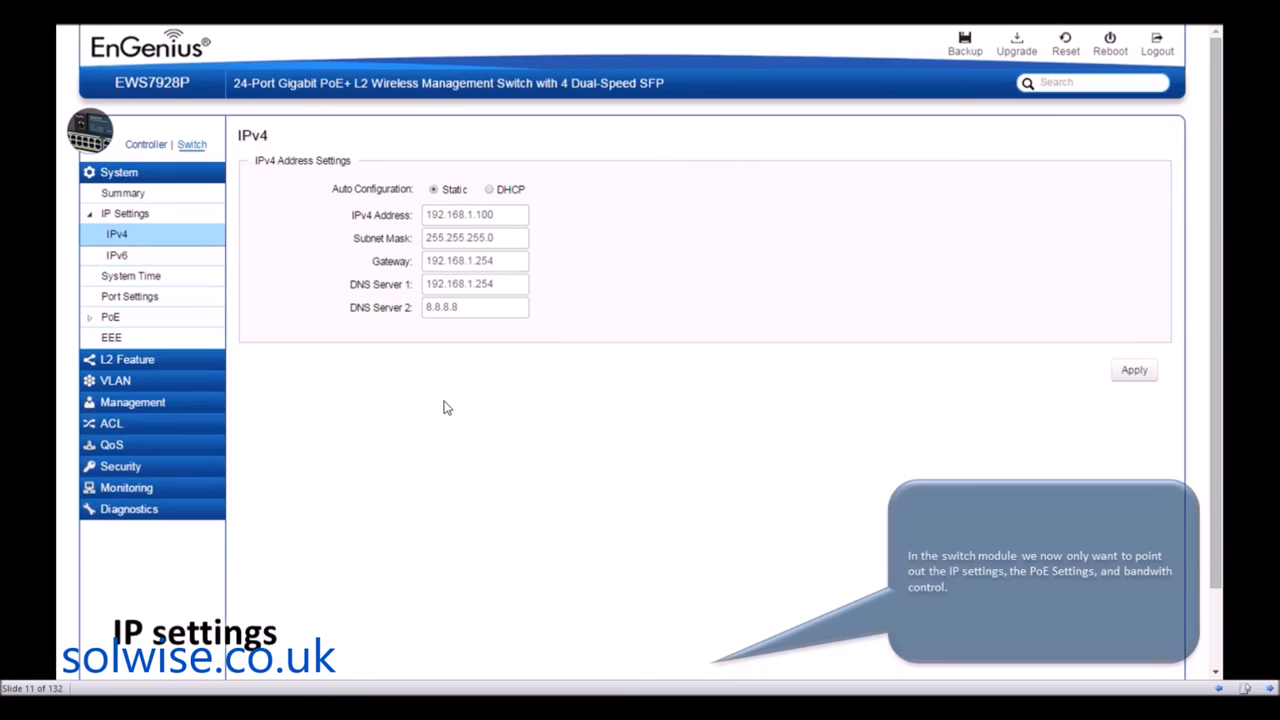 EnGenius®
Backup Upgrade Reset Reboot Logout
EWS7928P 24-Port Gigabit PoE+ L2 Wireless Management Switch with 4 Dual-Speed SFP Search
Controller | Switch
System
Summary
IP Settings
IPv4
IPv6
System Time
Port Settings
PoE
EEE
L2 Feature
VLAN
Management
ACL
QoS
Security
Monitoring
Diagnostics
IPv4
IPv4 Address Settings
Auto Configuration: Static DHCP
IPv4 Address: 192.168.1.100
Subnet Mask: 255.255.255.0
Gateway: 192.168.1.254
DNS Server 1: 192.168.1.254
DNS Server 2: 8.8.8.8
Apply
In the switch module we now only want to point
out the IP settings, the PoE Settings, and bandwith
control.
IP settings
solwise.co.uk
Slide 11 of 132